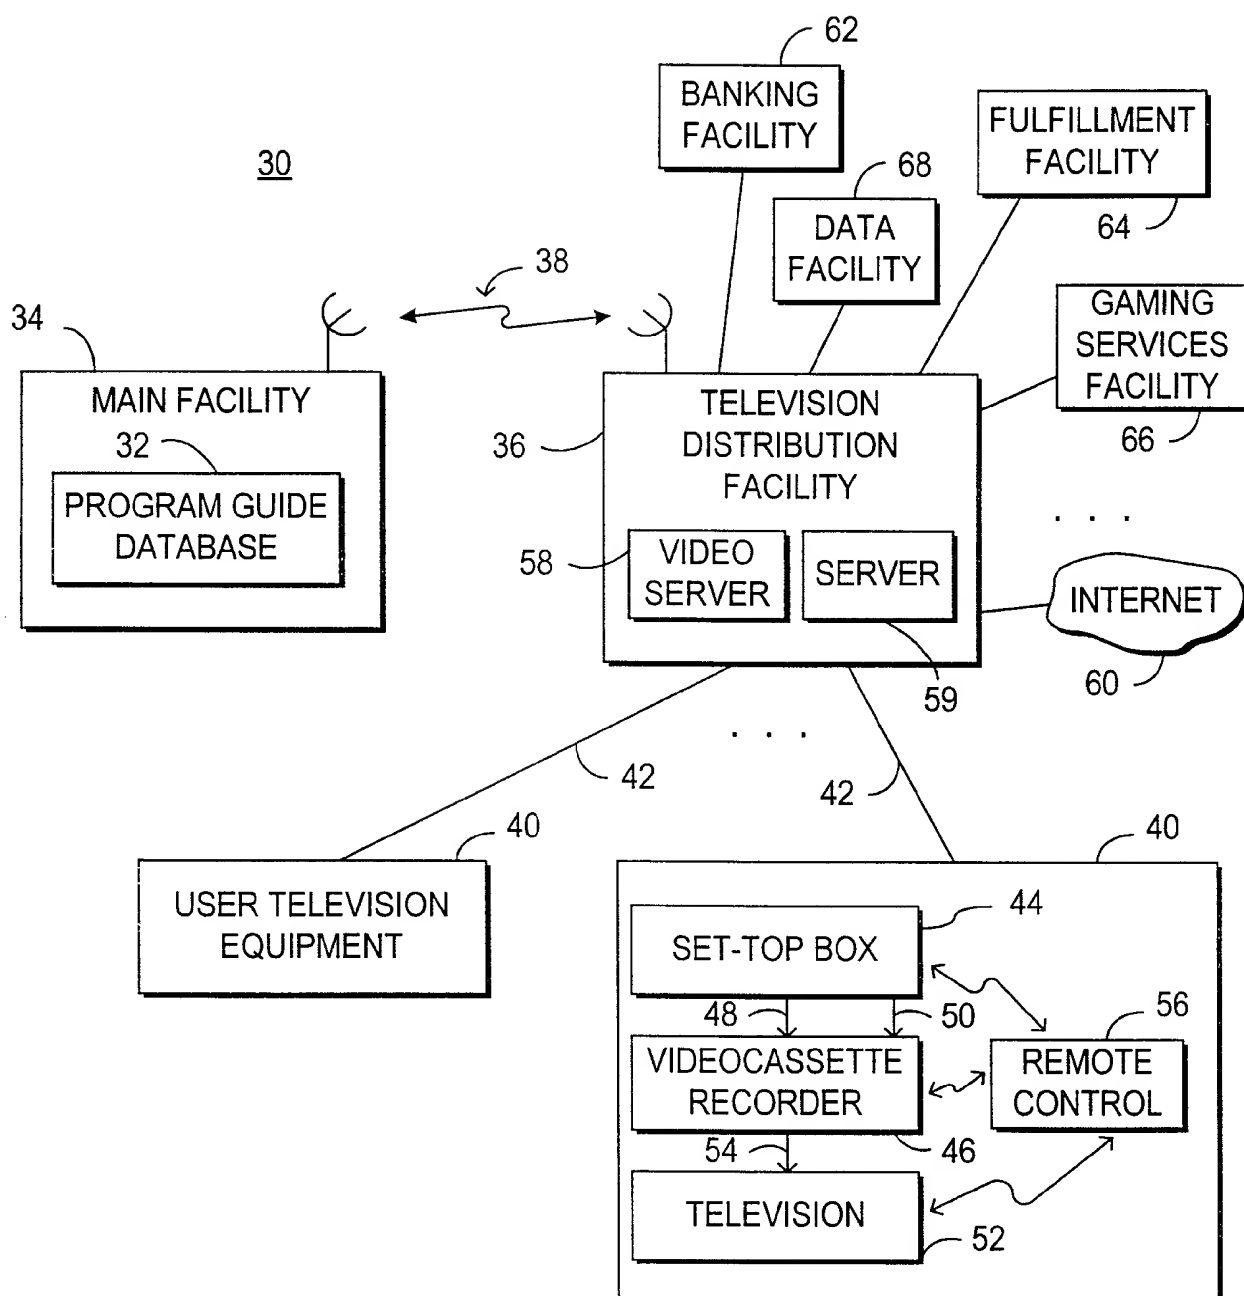 62
BANKING
FACILITY
FULFILLMENT
FACILITY
64
30
68
DATA
FACILITY
38
34
GAMING
SERVICES
FACILITY
66
MAIN FACILITY
32
PROGRAM GUIDE
DATABASE
36
TELEVISION
DISTRIBUTION
FACILITY
58
VIDEO
SERVER
SERVER
59
. . .
INTERNET
60
. . .
42
42
40
USER TELEVISION
EQUIPMENT
40
44
SET-TOP BOX
48
50
56
VIDEOCASSETTE
RECORDER
REMOTE
CONTROL
54
46
TELEVISION
52